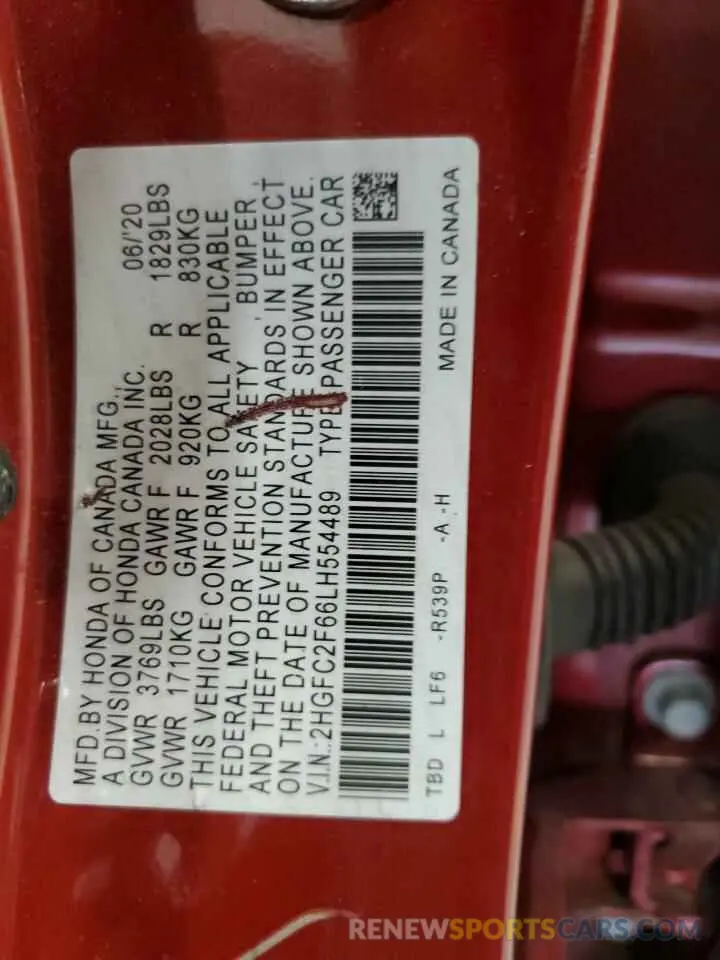 MFD.BY HONDA OF CANADA MFG., 06/'20
A DIVISION OF HONDA CANADA INC.
GVWR 3769LBS GAWR F 2028LBS R 1829LBS
GVWR 1710KG GAWR F 920KG R 830KG
THIS VEHICLE CONFORMS TO ALL APPLICABLE
FEDERAL MOTOR VEHICLE SAFETY, BUMPER,
AND THEFT PREVENTION STANDARDS IN EFFECT
ON THE DATE OF MANUFACTURE SHOWN ABOVE.
V.I.N.:2HGFC2F66LH554489 TYPE:PASSENGER CAR
TBD L LF6 -R539P -A -H MADE IN CANADA
RENEWSPORTSCARS.COM